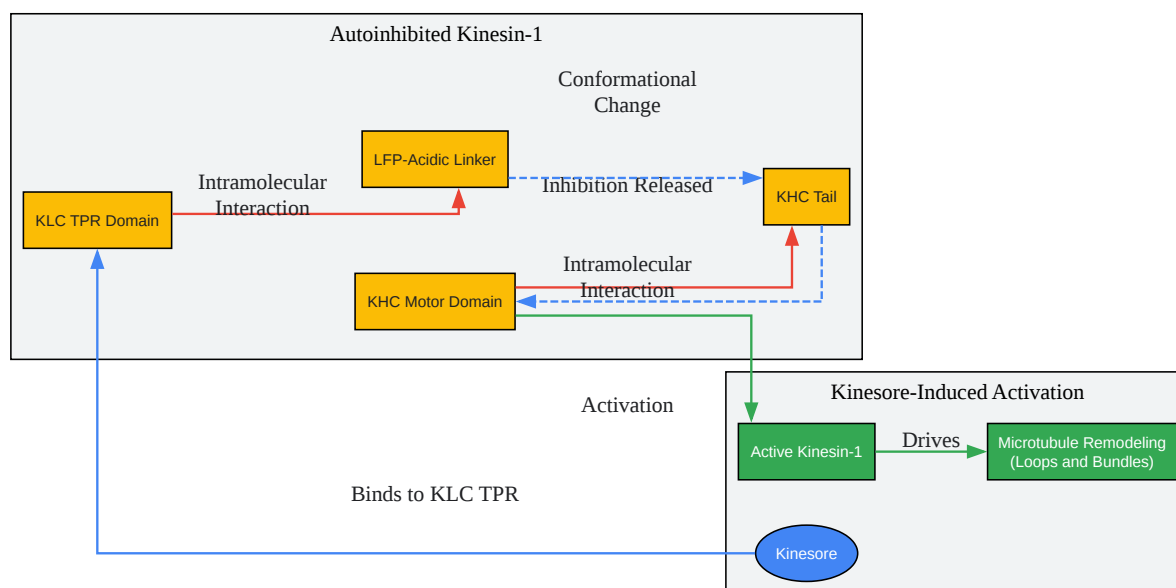 Autoinhibited Kinesin-1
Conformational
Change
LFP-Acidic Linker
Intramolecular
Interaction
Inhibition Released
KHC Tail
KLC TPR Domain
Intramolecular
Interaction
KHC Motor Domain
Kinesore-Induced Activation
Activation
Active Kinesin-1
Drives
Microtubule Remodeling
(Loops and Bundles)
Binds to KLC TPR
Kinesore